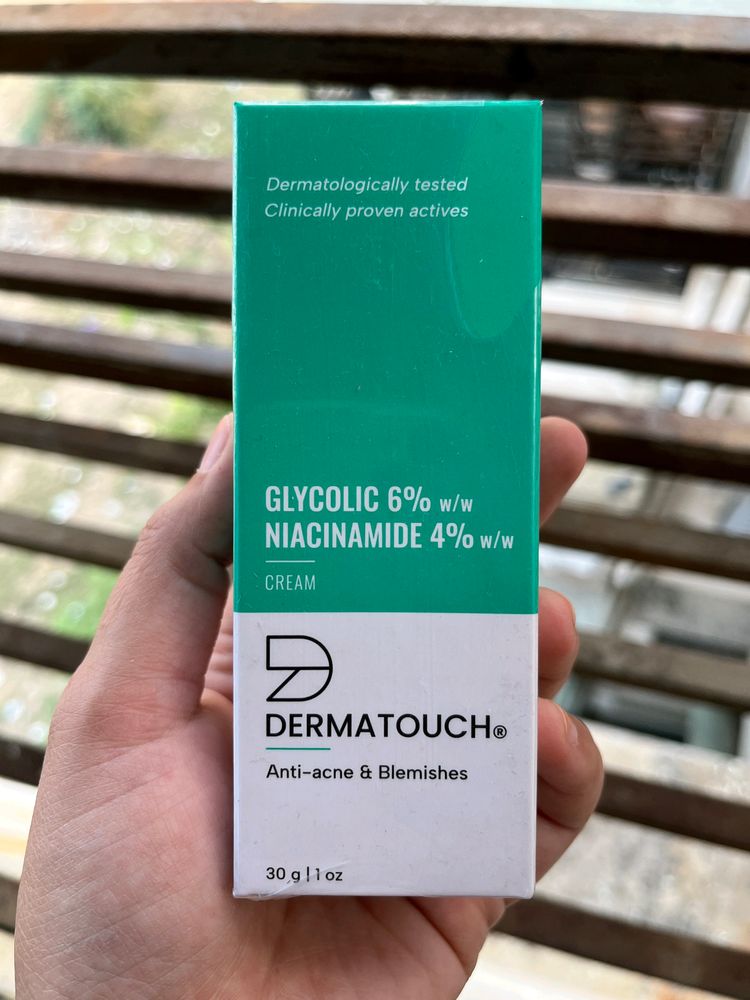 Dermatologically tested
Clinically proven actives
GLYCOLIC 6% w/w
NIACINAMIDE 4% w/w
CREAM
DERMATOUCH®
Anti-acne & Blemishes
30 g | 1 oz